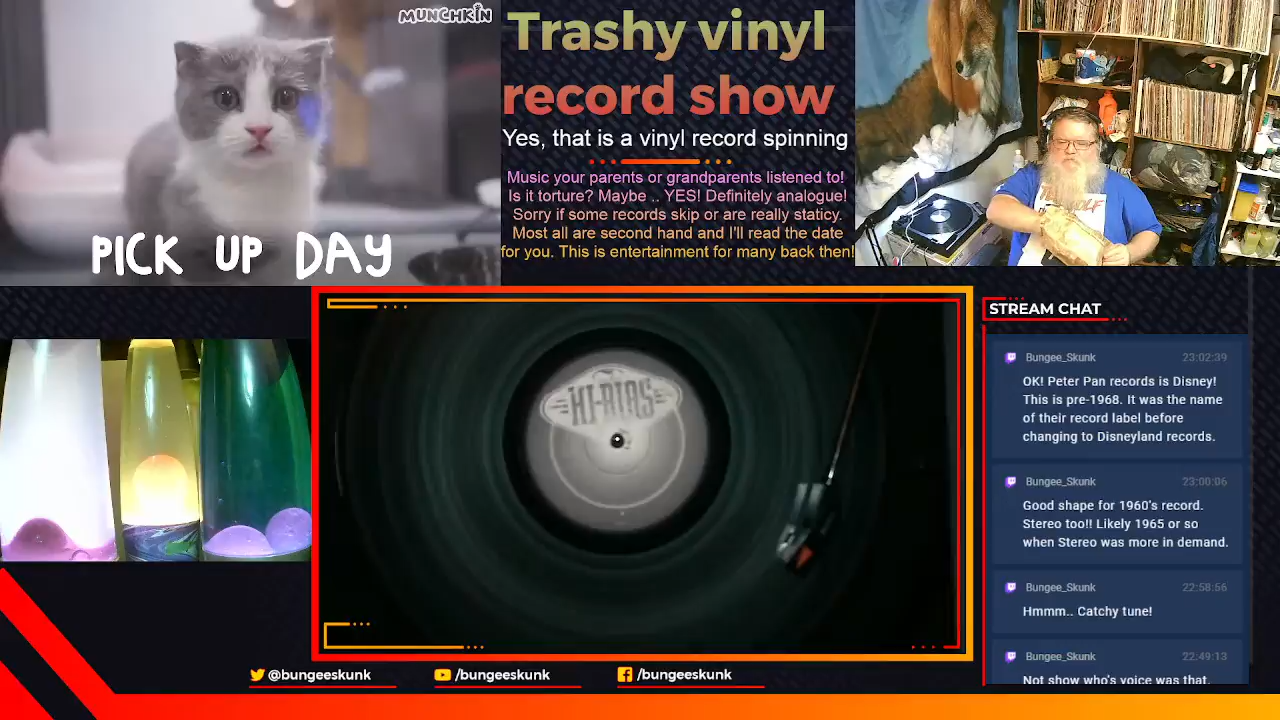 MUNCHKIN
PICK UP DAY
Trashy vinyl
record show
Yes, that is a vinyl record spinning
Music your parents or grandparents listened to!
Is it torture? Maybe .. YES! Definitely analogue!
Sorry if some records skip or are really staticy.
Most all are second hand and I'll read the date
for you. This is entertainment for many back then!
HI-BIAS
STREAM CHAT
Bungee_Skunk 23:02:39
OK! Peter Pan records is Disney!
This is pre-1968. It was the name
of their record label before
changing to Disneyland records.
Bungee_Skunk 23:00:06
Good shape for 1960's record.
Stereo too!! Likely 1965 or so
when Stereo was more in demand.
Bungee_Skunk 22:58:56
Hmmm.. Catchy tune!
Bungee_Skunk 22:49:13
Not show who's voice was that.
@bungeeskunk
/bungeeskunk
/bungeeskunk